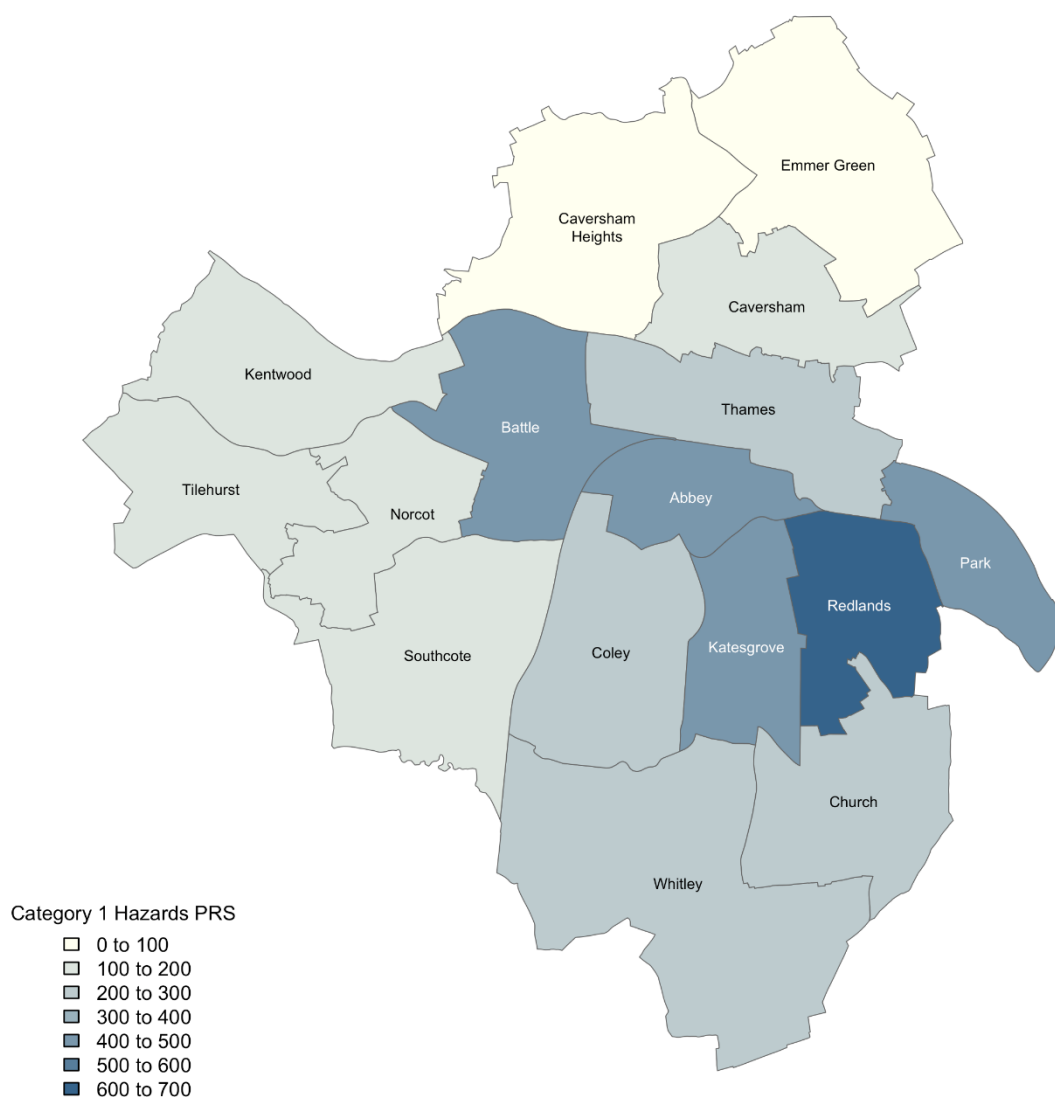 Emmer Green
Caversham
Heights
Caversham
Kentwood
Thames
Battle
Tilehurst
Abbey
Norcot
Park
Redlands
Katesgrove
Coley
Southcote
Church
Whitley
Category 1 Hazards PRS
0 to 100
100 to 200
200 to 300
300 to 400
400 to 500
500 to 600
600 to 700